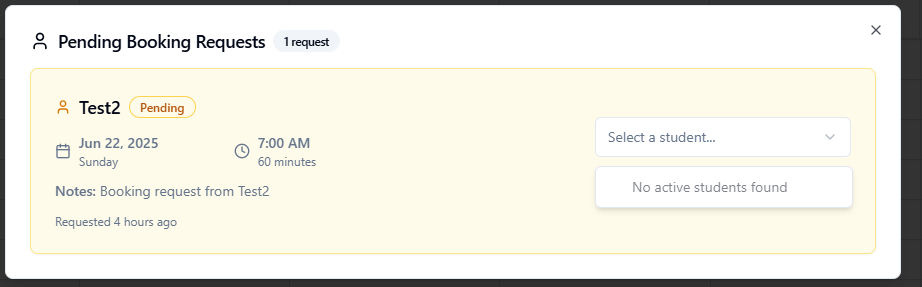 Pending Booking Requests 1 request
Test2 Pending
Jun 22, 2025
Sunday
7:00 AM
60 minutes
Notes: Booking request from Test2
Requested 4 hours ago
Select a student...
No active students found